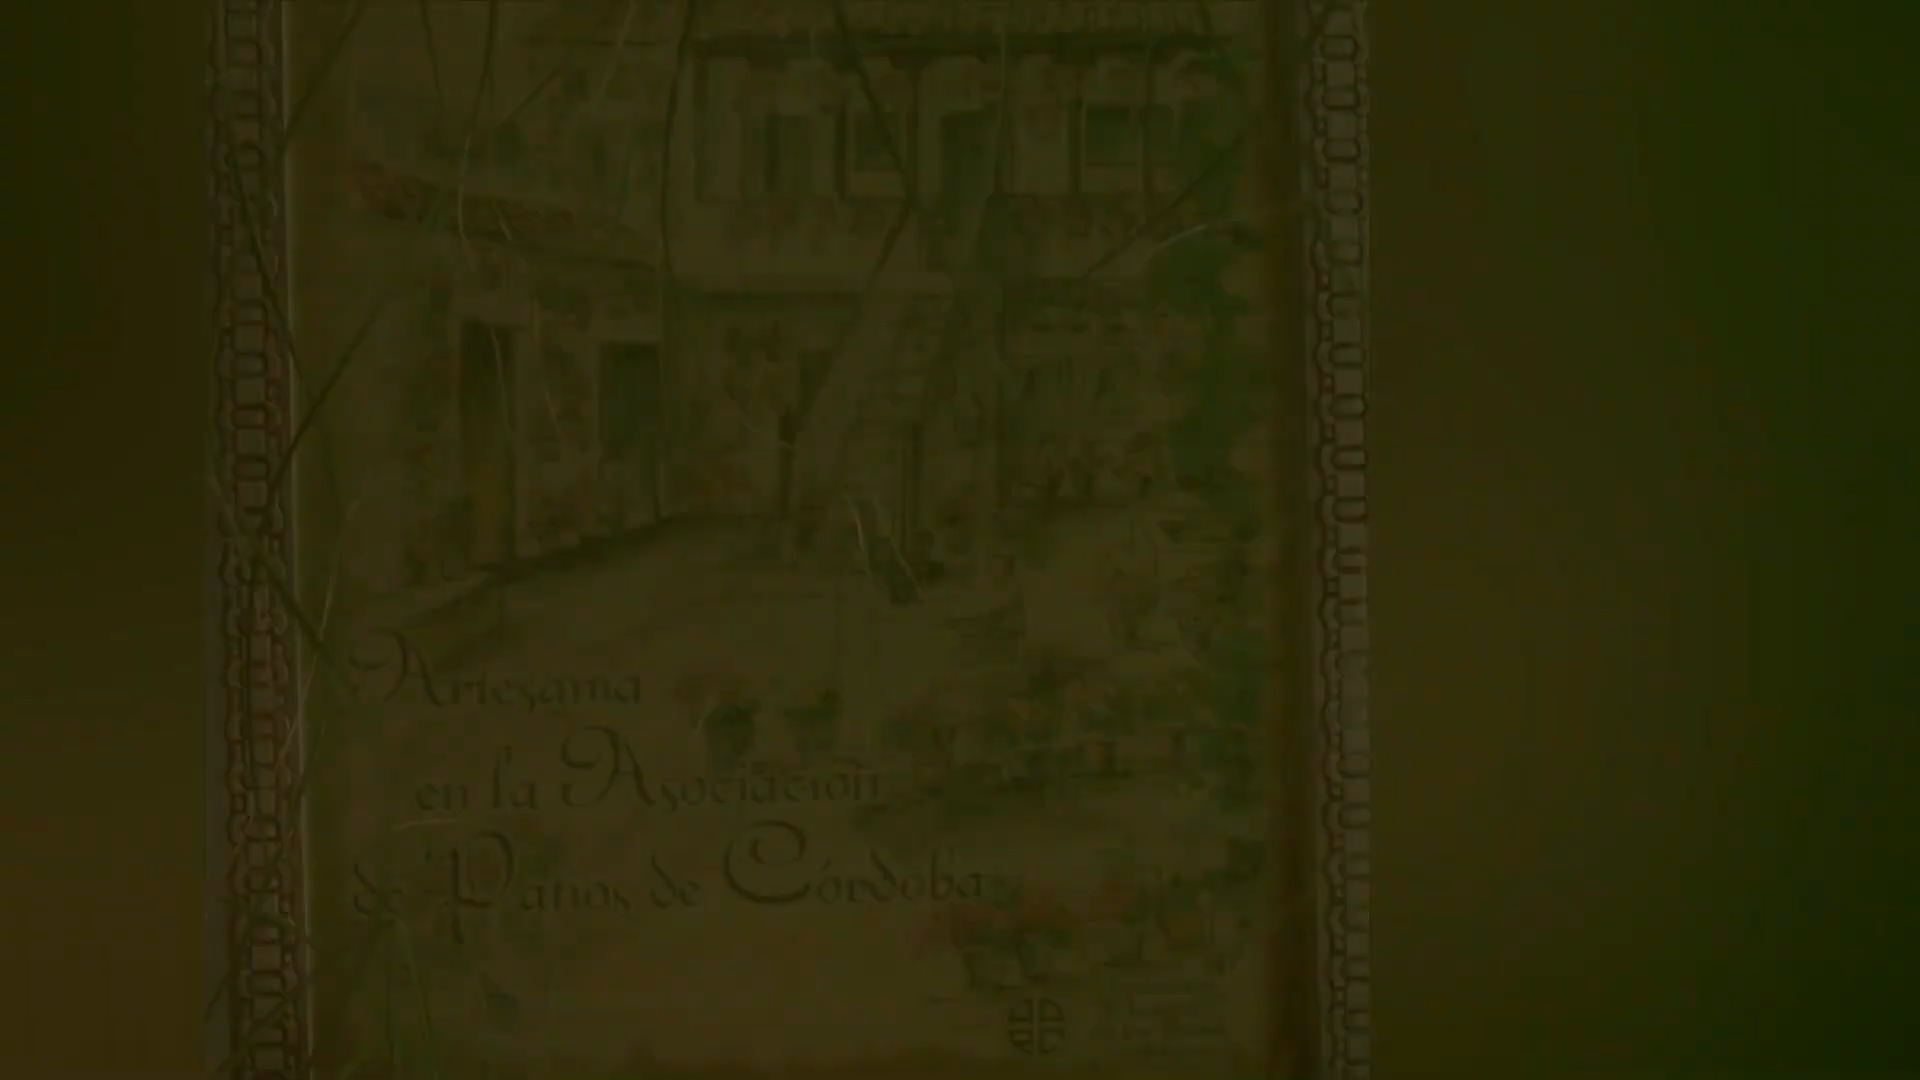 Artesanía
en la Asociación
de Patios de Córdoba